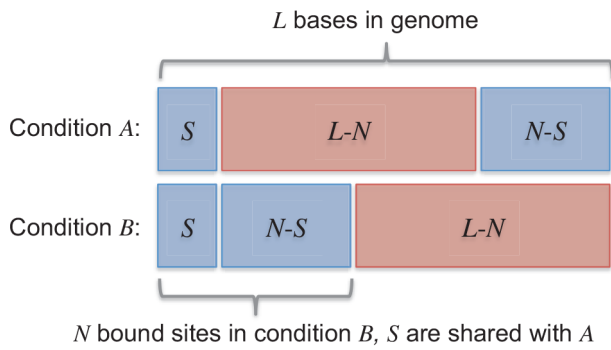 L bases in genome
Condition A: S L-N N-S
Condition B: S N-S L-N
N bound sites in condition B, S are shared with A